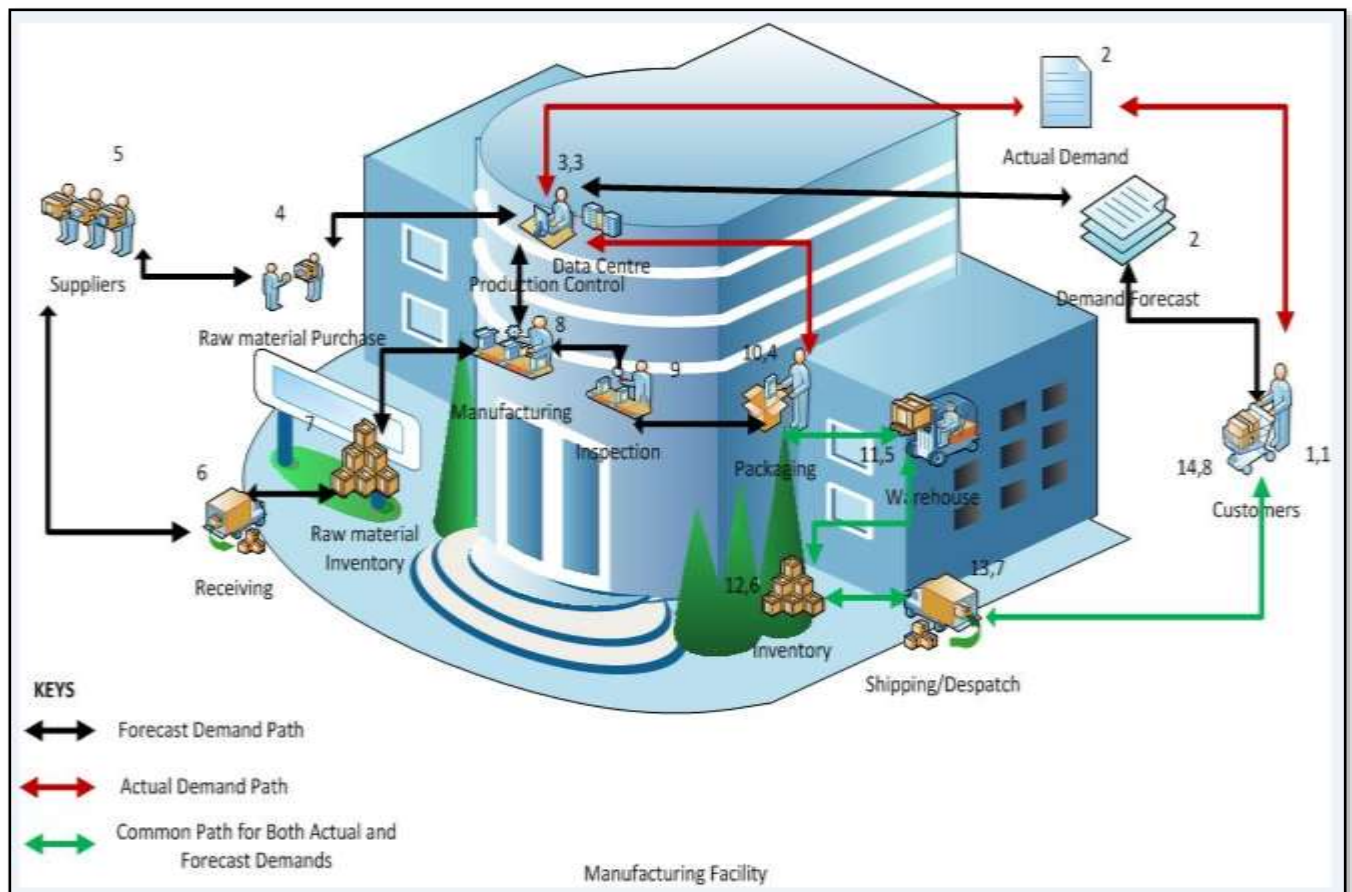 2
Actual Demand
5
3,3
4
2
Suppliers
Data Centre
Production Control
Demand Forecast
Raw material Purchase
8
10,4
9
7
Manufacturing
Inspection
Packaging
11,5
Warehouse
14,8
1,1
Customers
6
Raw material
Inventory
Receiving
12,6
13,7
Inventory
Shipping/Despatch
KEYS
Forecast Demand Path
Actual Demand Path
Common Path for Both Actual and
Forecast Demands
Manufacturing Facility